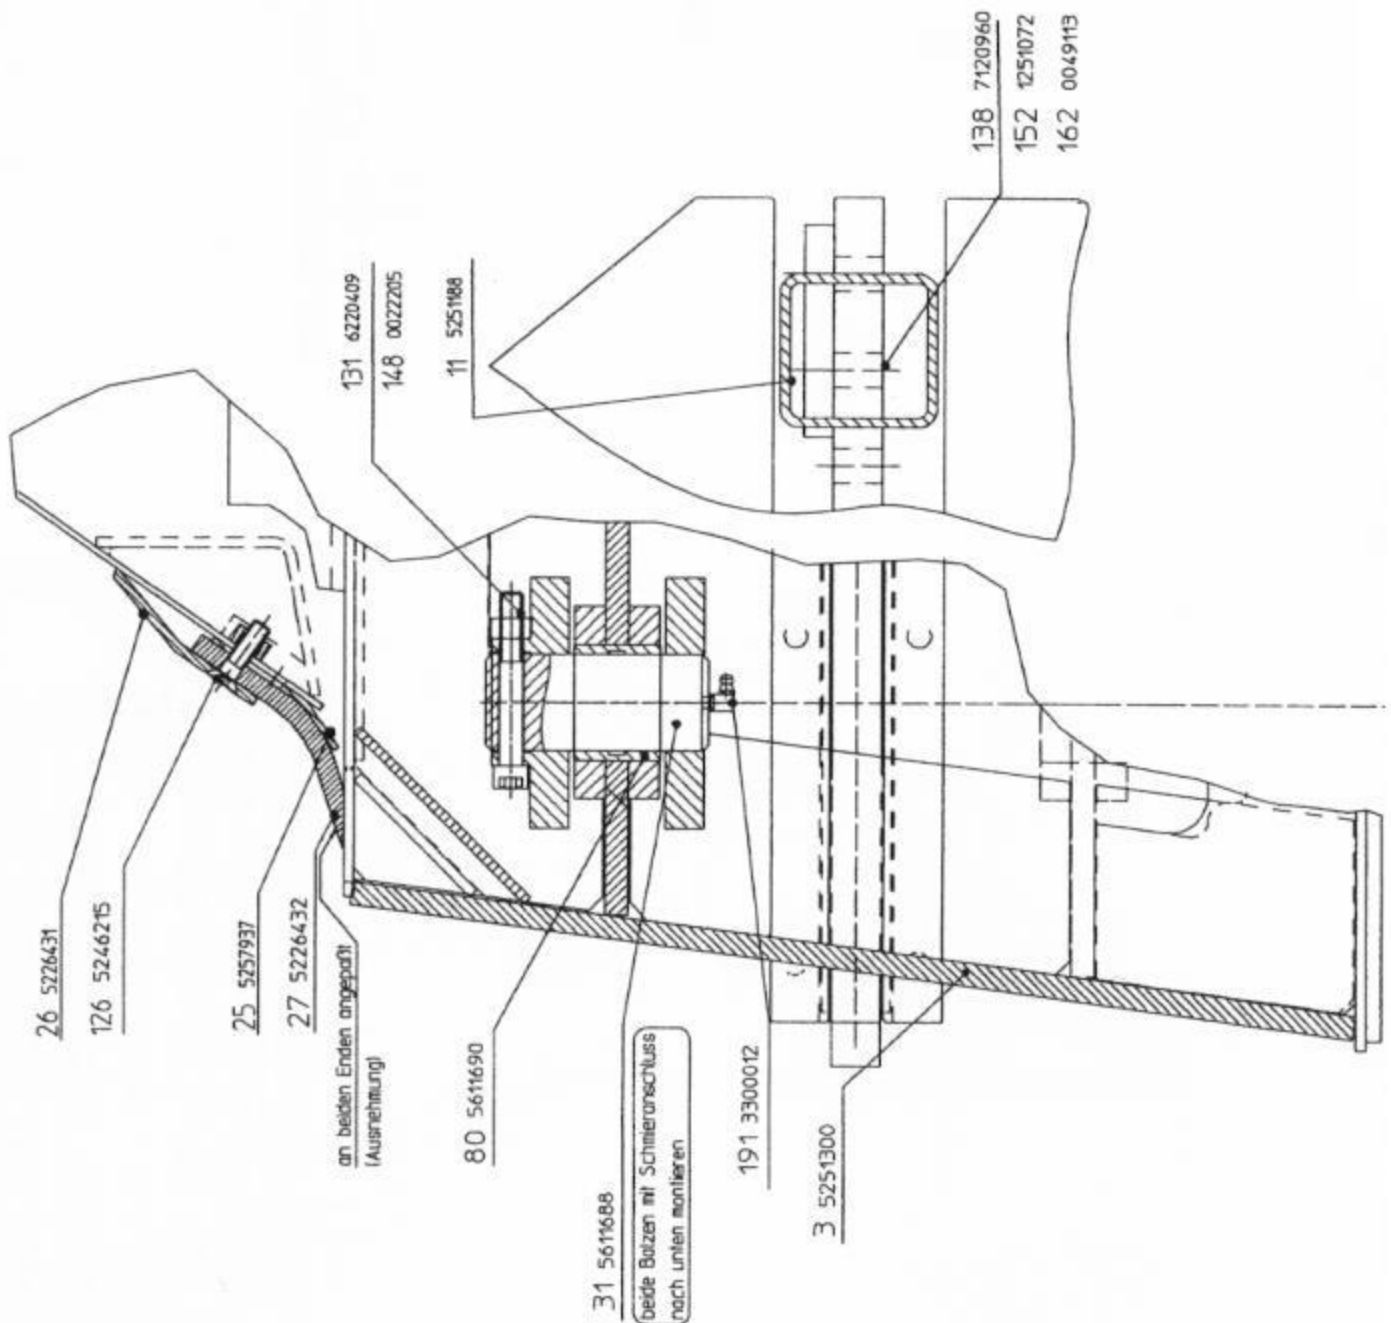 26 5226431
126 5246215
25 5257937
27 5226432
an beiden Enden angepaßt
(Ausnehmung)
80 5611690
31 5611688
beide Bolzen mit Schmieranschluss
nach unten montieren
191 3300012
3 5251300
131 6220409
148 0022205
11 5251188
138 7120960
152 1251072
162 0049113
C
C